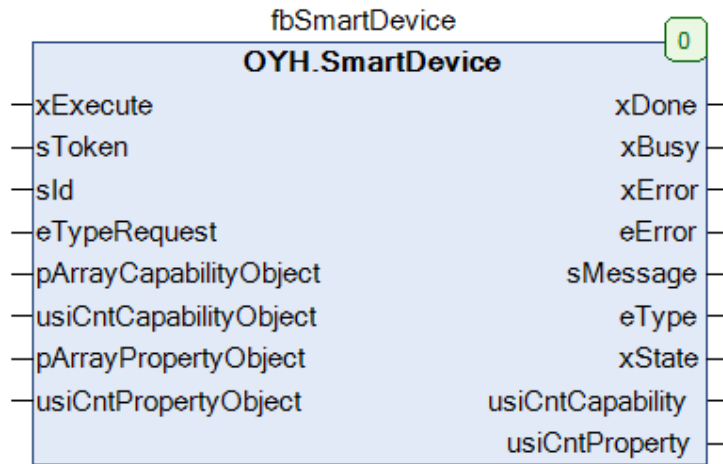 fbSmartDevice
0
OYH.SmartDevice
xExecute xDone
sToken xBusy
sId xError
eTypeRequest eError
pArrayCapabilityObject sMessage
usiCntCapabilityObject eType
pArrayPropertyObject xState
usiCntPropertyObject usiCntCapability
usiCntProperty